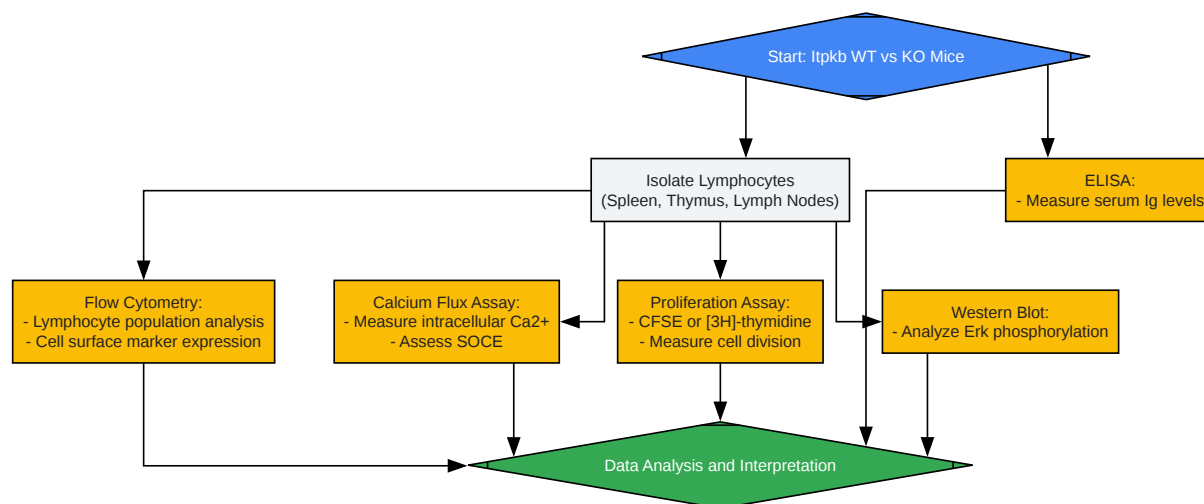 Start: Itpkb WT vs KO Mice
Isolate Lymphocytes
(Spleen, Thymus, Lymph Nodes)
ELISA:
- Measure serum Ig levels
Flow Cytometry:
- Lymphocyte population analysis
- Cell surface marker expression
Calcium Flux Assay:
- Measure intracellular Ca2+
- Assess SOCE
Proliferation Assay:
- CFSE or [3H]-thymidine
- Measure cell division
Western Blot:
- Analyze Erk phosphorylation
Data Analysis and Interpretation